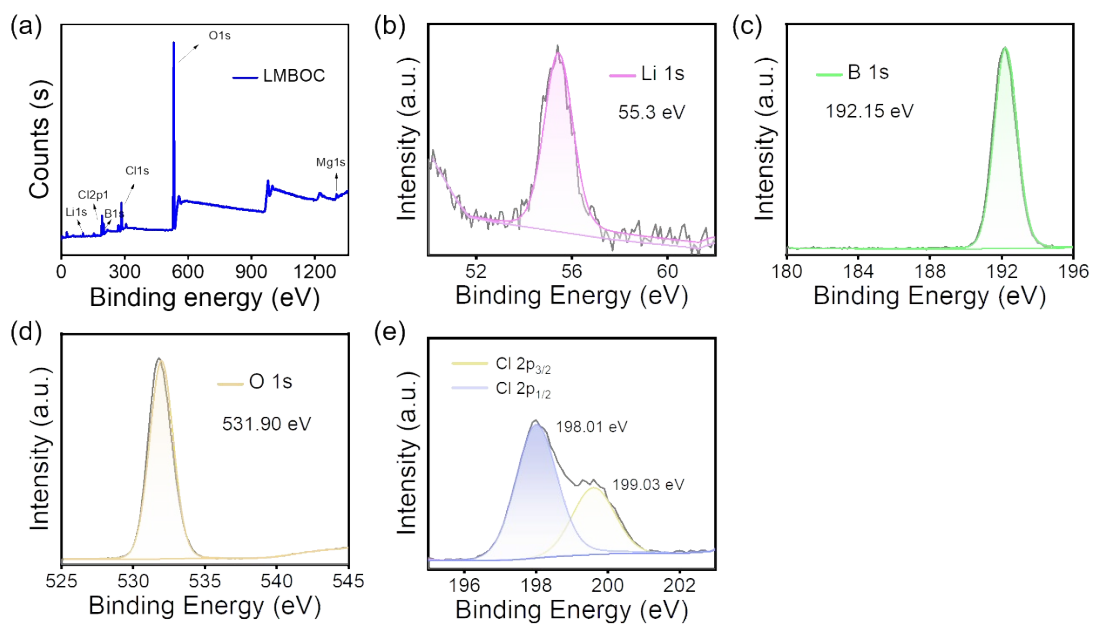 (a)
O1s
LMBOC
Cl1s
Mg1s
Cl2p1
Li1s
B1s
Counts (s)
0 300 600 900 1200
Binding energy (eV)
(b)
Li 1s
55.3 eV
Intensity (a.u.)
52 56 60
Binding Energy (eV)
(c)
B 1s
192.15 eV
Intensity (a.u.)
180 184 188 192 196
Binding Energy (eV)
(d)
O 1s
531.90 eV
Intensity (a.u.)
525 530 535 540 545
Binding Energy (eV)
(e)
Cl 2p3/2
Cl 2p1/2
198.01 eV
199.03 eV
Intensity (a.u.)
196 198 200 202
Binding Energy (eV)